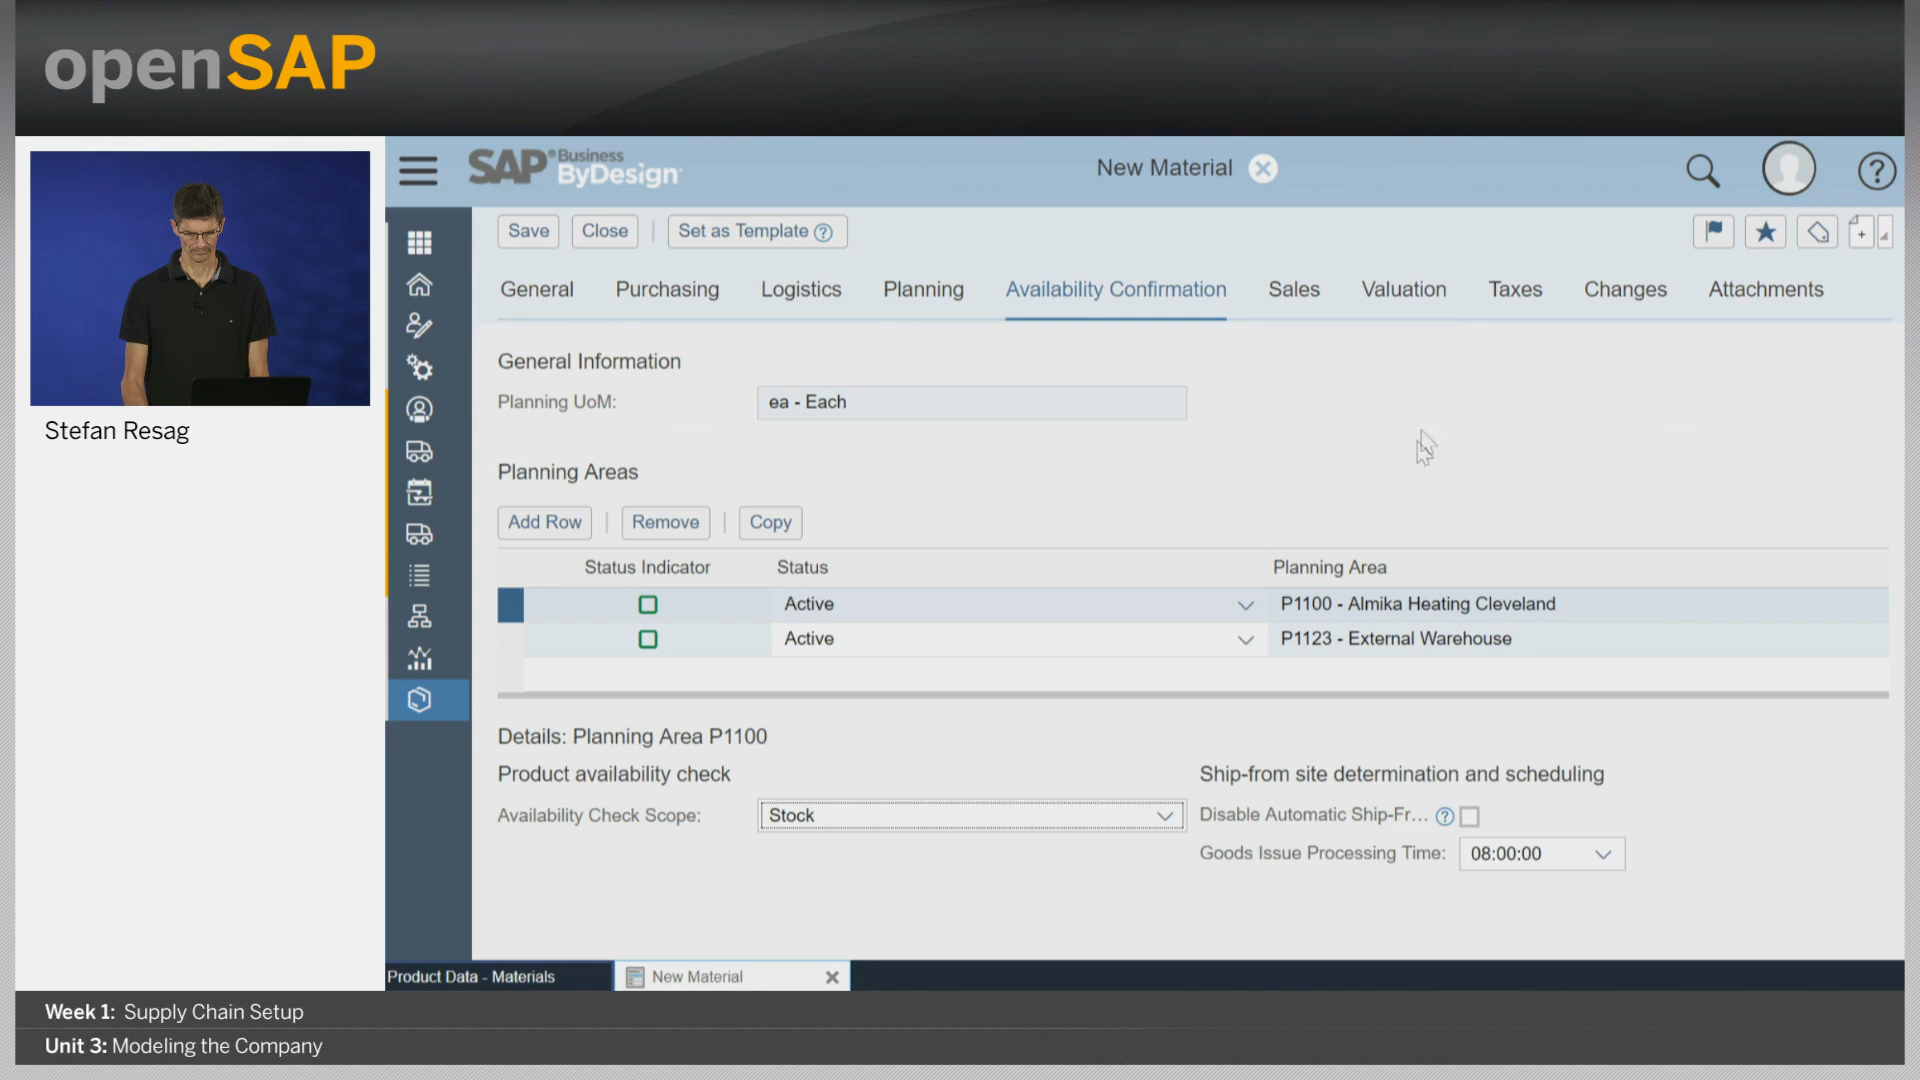 openSAP
SAP® Business ByDesign
New Material
Stefan Resag
Save Close Set as Template
General Purchasing Logistics Planning Availability Confirmation Sales Valuation Taxes Changes Attachments
General Information
Planning UoM: ea - Each
Planning Areas
Add Row Remove Copy
Status Indicator Status Planning Area
Active P1100 - Almika Heating Cleveland
Active P1123 - External Warehouse
Details: Planning Area P1100
Product availability check Ship-from site determination and scheduling
Availability Check Scope: Stock Disable Automatic Ship-Fr...
Goods Issue Processing Time: 08:00:00
Product Data - Materials New Material
Week 1: Supply Chain Setup
Unit 3: Modeling the Company